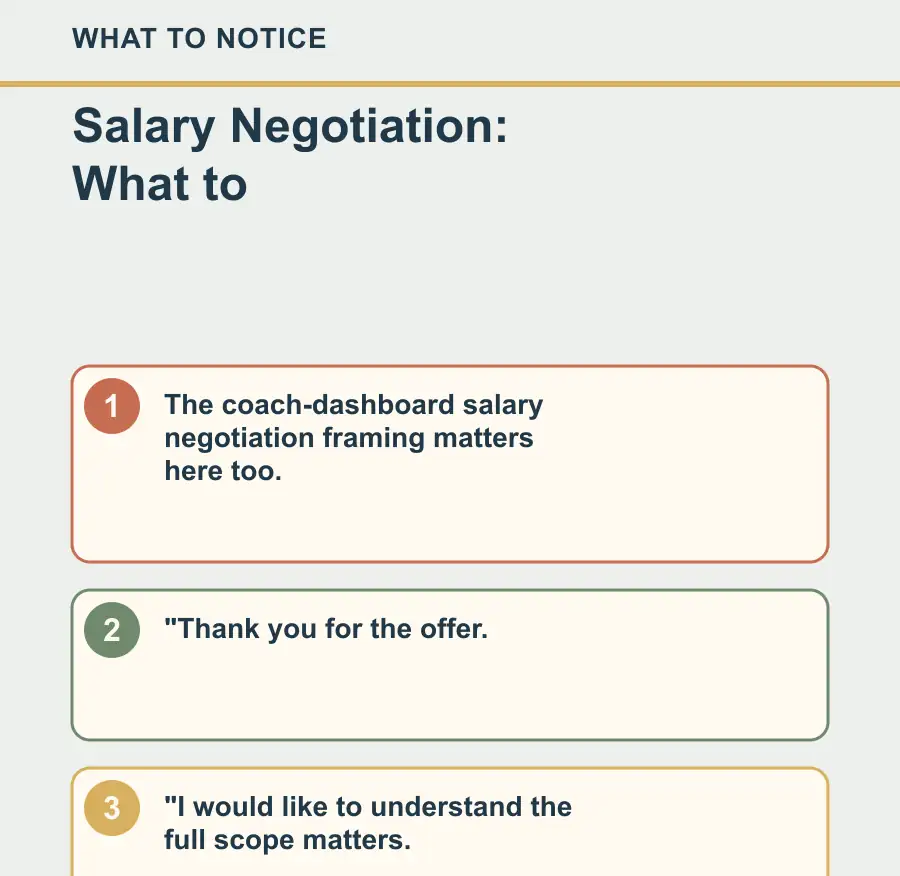 WHAT TO NOTICE
Salary Negotiation:
What to
1
The coach-dashboard salary
negotiation framing matters
here too.
2
"Thank you for the offer.
3
"I would like to understand the
full scope matters.